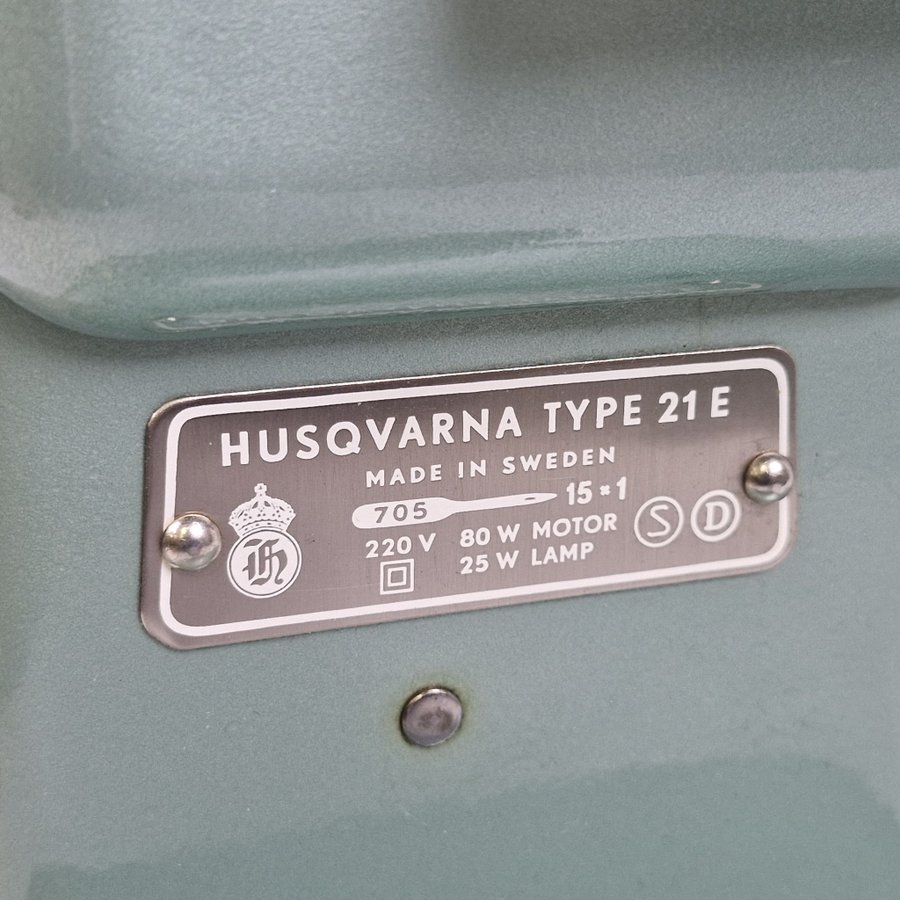 HUSQVARNA TYPE 21 E
MADE IN SWEDEN
705 15×1
220 V 80 W MOTOR S D
25 W LAMP
H